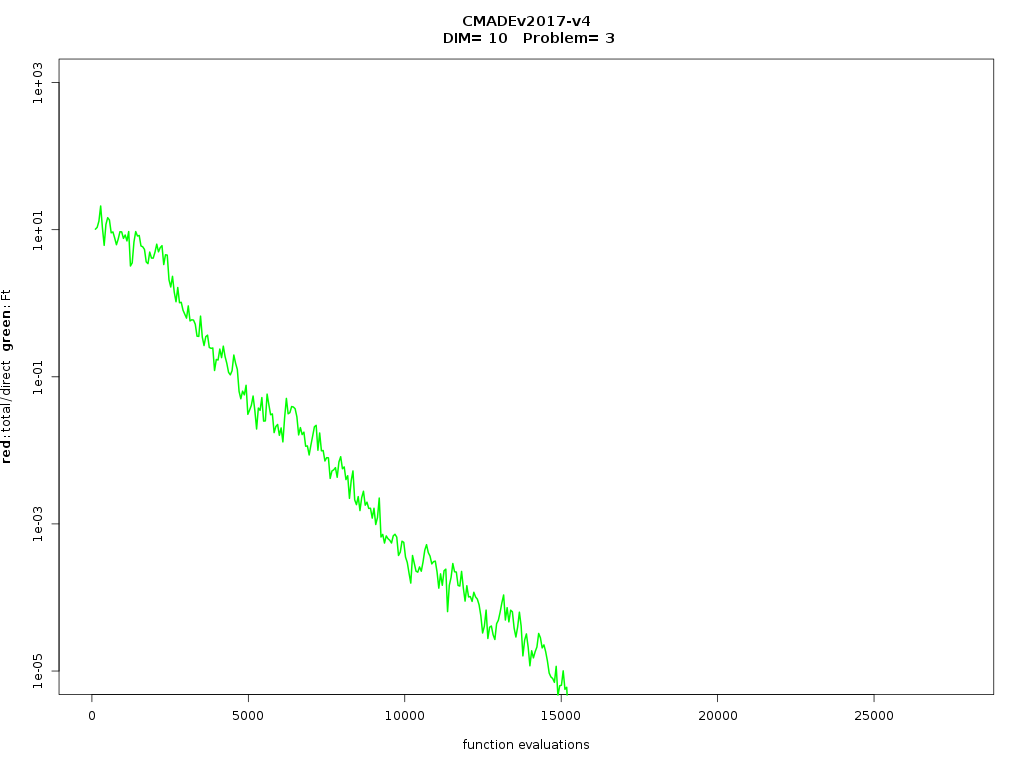 CMADEv2017-v4
DIM= 10 Problem= 3
1e+03
1e+01
1e-01
1e-03
1e-05
red: total/direct green: Ft
0 5000 10000 15000 20000 25000
function evaluations